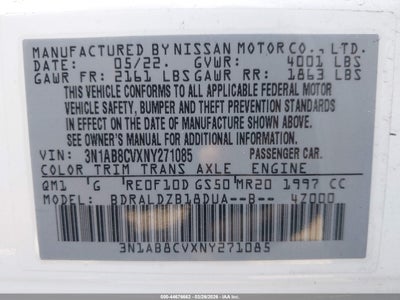 MANUFACTURED BY NISSAN MOTOR CO., LTD.
DATE: 05/22. GVWR: 4001 LBS
GAWR FR: 2161 LBS GAWR RR: 1863 LBS
THIS VEHICLE CONFORMS TO ALL APPLICABLE FEDERAL MOTOR
VEHICLE SAFETY, BUMPER AND THEFT PREVENTION STANDARDS
IN EFFECT ON THE DATE OF MANUFACTURE SHOWN ABOVE.
SEE OWNER'S MANUAL FOR ADDITIONAL INFORMATION.
VIN: 3N1AB8CVXNY271085 PASSENGER CAR.
COLOR TRIM TRANS AXLE ENGINE
QM1 G RE0F10D GS50 MR20 1997 CC
MODEL: BDRALDZB18DUA--B-- 4Z000
3N1AB8CVXNY271085